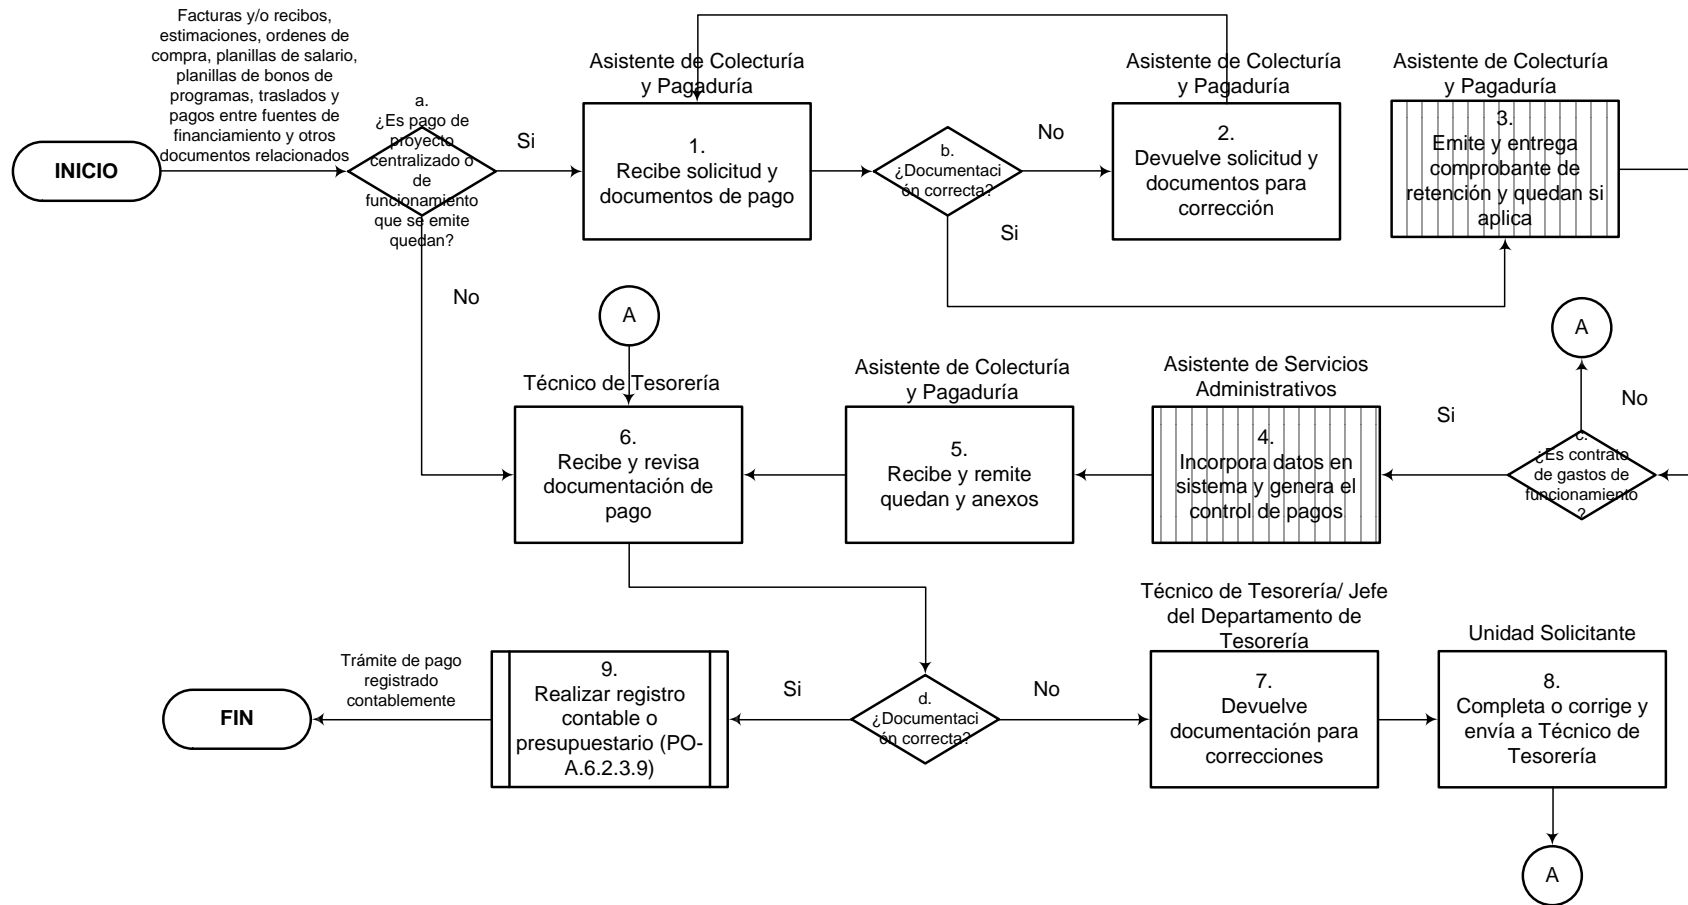 Facturas y/o recibos,
estimaciones, ordenes de
compra, planillas de salario,
planillas de bonos de
programas, traslados y
pagos entre fuentes de
financiamiento y otros
documentos relacionados
INICIO
a.
¿Es pago de
proyecto
centralizado o
de
funcionamiento
que se emite
quedan?
Si
No
Asistente de Colecturía
y Pagaduría
1.
Recibe solicitud y
documentos de pago
b.
¿Documentaci
ón correcta?
No
Si
Asistente de Colecturía
y Pagaduría
2.
Devuelve solicitud y
documentos para
corrección
Asistente de Colecturía
y Pagaduría
3.
Emite y entrega
comprobante de
retención y quedan si
aplica
A
No
Si
c.
¿Es contrato
de gastos de
funcionamiento
?
Asistente de Servicios
Administrativos
4.
Incorpora datos en
sistema y genera el
control de pagos
Asistente de Colecturía
y Pagaduría
5.
Recibe y remite
quedan y anexos
A
Técnico de Tesorería
6.
Recibe y revisa
documentación de
pago
d.
¿Documentaci
ón correcta?
No
Si
Técnico de Tesorería/ Jefe
del Departamento de
Tesorería
7.
Devuelve
documentación para
correcciones
Unidad Solicitante
8.
Completa o corrige y
envía a Técnico de
Tesorería
A
9.
Realizar registro
contable o
presupuestario (PO-
A.6.2.3.9)
Trámite de pago
registrado
contablemente
FIN